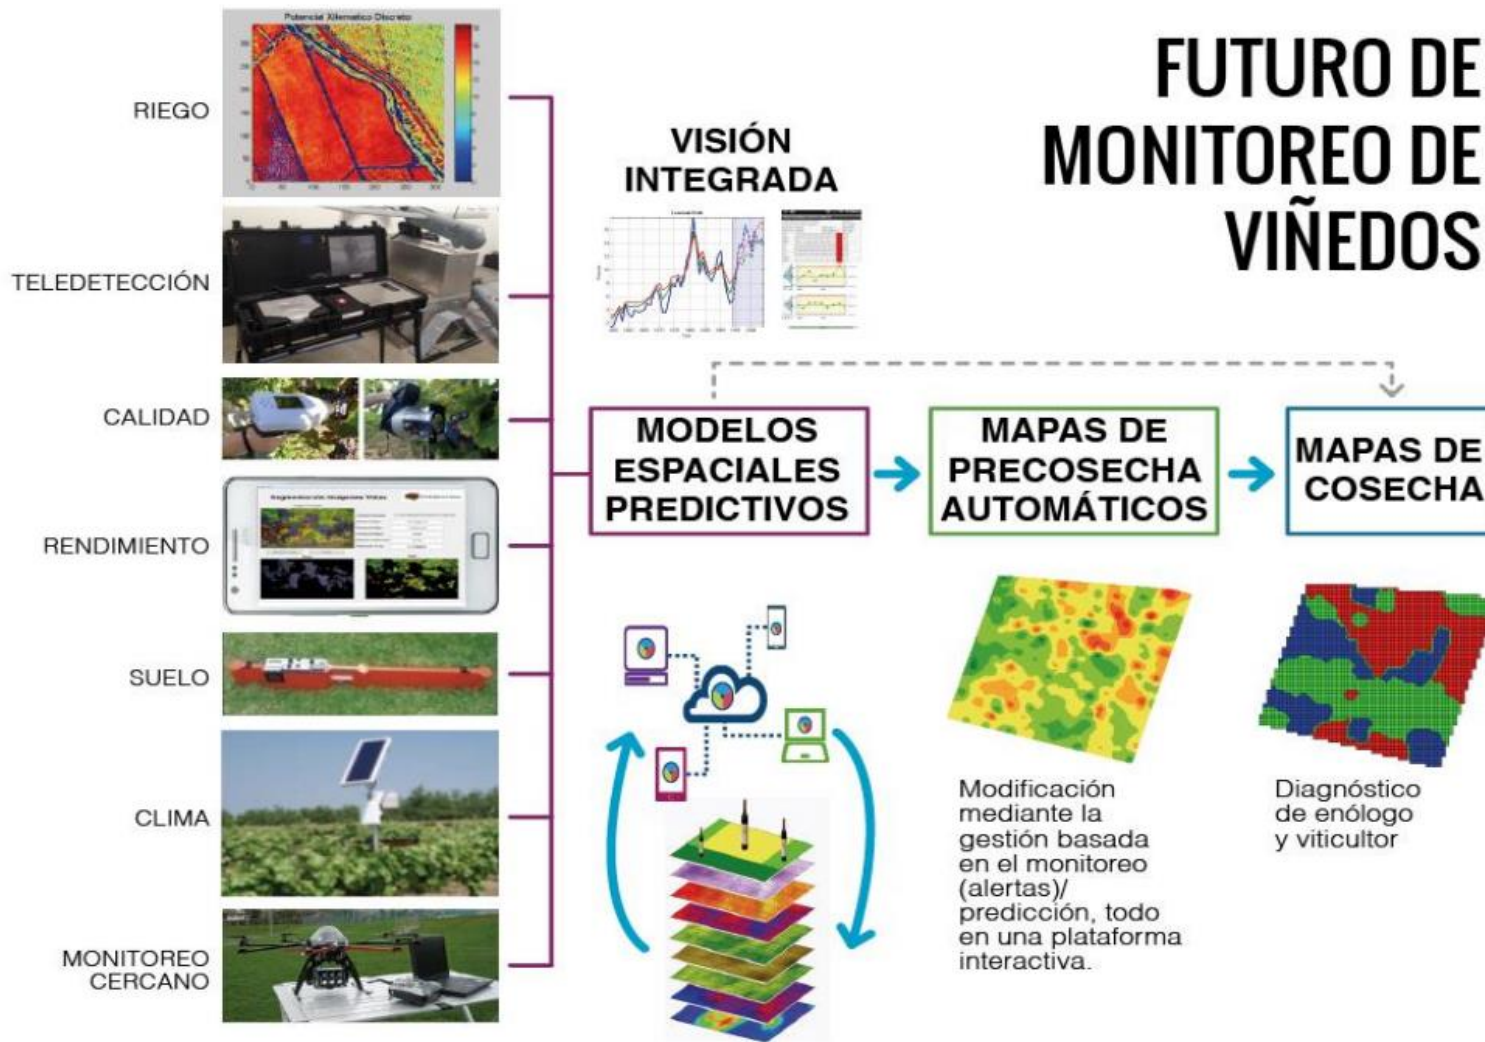 FUTURO DE
MONITOREO DE
VIÑEDOS
RIEGO
TELEDETECCIÓN
CALIDAD
RENDIMIENTO
SUELO
CLIMA
MONITOREO
CERCANO
Potencial Xilematico Discreto
VISIÓN
INTEGRADA
MODELOS
ESPACIALES
PREDICTIVOS
MAPAS DE
PRECOSECHA
AUTOMÁTICOS
MAPAS DE
COSECHA
Modificación
mediante la
gestión basada
en el monitoreo
(alertas)/
predicción, todo
en una plataforma
interactiva.
Diagnóstico
de enólogo
y viticultor